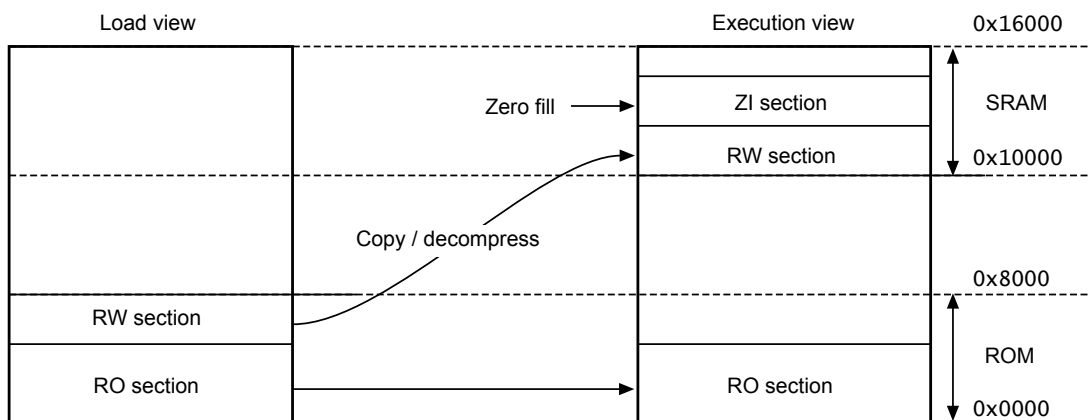 Load view
Execution view
0x16000
Zero fill
ZI section
SRAM
RW section
0x10000
Copy / decompress
0x8000
RW section
ROM
RO section
RO section
0x0000